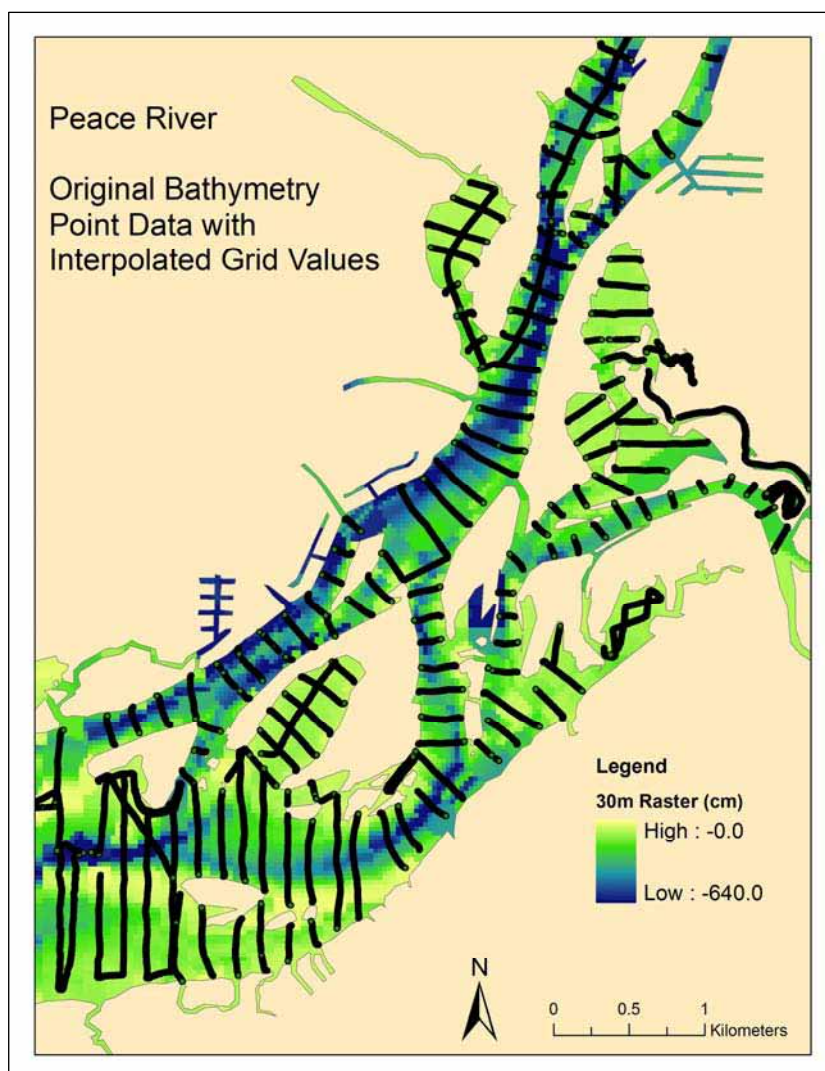 Peace River
Original Bathymetry
Point Data with
Interpolated Grid Values
Legend
30m Raster (cm)
High : -0.0
Low : -640.0
N
0 0.5 1
Kilometers